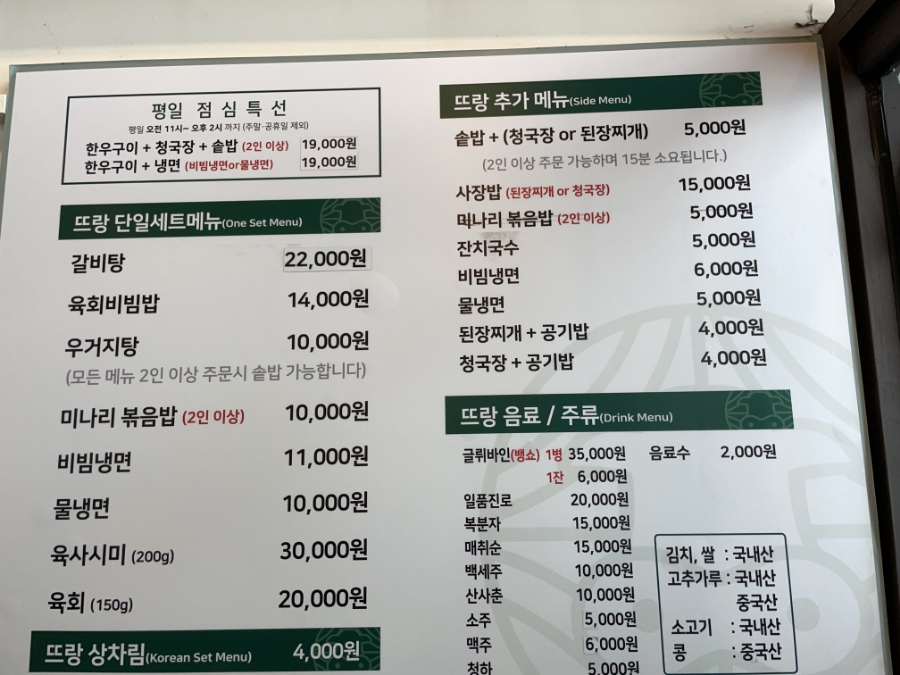 평일 점심특선
평일 오전 11시~ 오후 2시 까지 (주말·공휴일 제외)
한우구이 + 청국장 + 솥밥 (2인 이상) 19,000원
한우구이 + 냉면 (비빔냉면or물냉면) 19,000원
뜨랑 단일세트메뉴(One Set Menu)
갈비탕 22,000원
육회비빔밥 14,000원
우거지탕 10,000원
(모든 메뉴 2인 이상 주문시 솥밥 가능합니다)
미나리 볶음밥 (2인 이상) 10,000원
비빔냉면 11,000원
물냉면 10,000원
육사시미 (200g) 30,000원
육회 (150g) 20,000원
뜨랑 상차림(Korean Set Menu) 4,000원
뜨랑 추가 메뉴(Side Menu)
솥밥 + (청국장 or 된장찌개) 5,000원
(2인 이상 주문 가능하며 15분 소요됩니다.)
사장밥 (된장찌개 or 청국장) 15,000원
미나리 볶음밥 (2인 이상) 5,000원
잔치국수 5,000원
비빔냉면 6,000원
물냉면 5,000원
된장찌개 + 공기밥 4,000원
청국장 + 공기밥 4,000원
뜨랑 음료 / 주류(Drink Menu)
글뤼바인(뱅쇼) 1병 35,000원 음료수 2,000원
1잔 6,000원
일품진로 20,000원
복분자 15,000원
매취순 15,000원
백세주 10,000원
산사춘 10,000원
소주 5,000원
맥주 6,000원
청하 5,000원
김치, 쌀 : 국내산
고추가루 : 국내산
중국산
소고기 : 국내산
콩 : 중국산